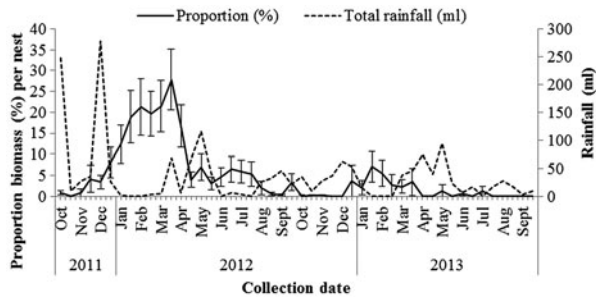 Proportion (%) Total rainfall (ml)
Proportion biomass (%) per nest
40
35
30
25
20
15
10
5
0
300
250
200
150
100
50
0
Rainfall (ml)
Oct Nov Dec Jan Feb Mar Apr May Jun Jul Aug Sept Oct Nov Dec Jan Feb Mar Apr May Jun Jul Aug Sept
2011 2012 2013
Collection date